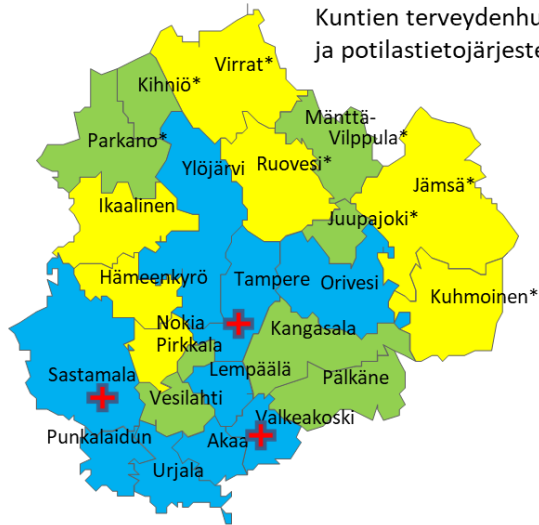 Kuntien terveydenhu
ja potilastietojärjeste
Virrat*
Kihniö*
Mänttä-
Vilppula*
Parkano*
Ylöjärvi
Ruovesi*
Jämsä*
Ikaalinen
Juupajoki*
Hämeenkyrö
Tampere
Orivesi
Kuhmoinen*
Nokia
Kangasala
Pirkkala
Lempäälä
Sastamala
Pälkäne
Vesilahti
Valkeakoski
Punkalaidun
Akaa
Urjala